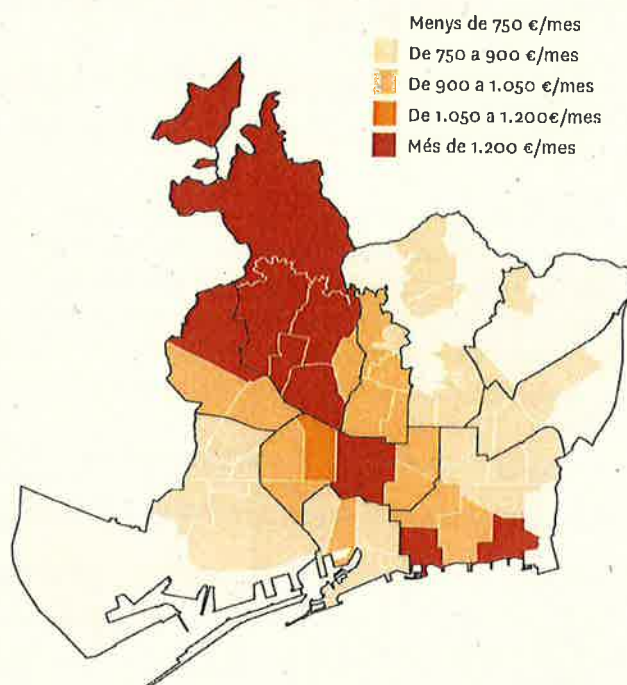 Menys de 750 €/mes
De 750 a 900 €/mes
De 900 a 1.050 €/mes
De 1.050 a 1.200€/mes
Més de 1.200 €/mes